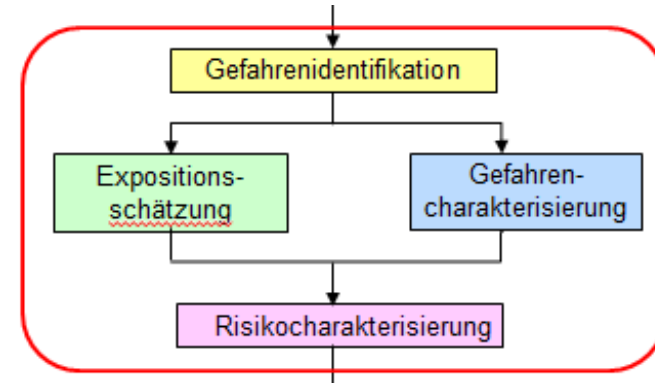 Gefahrenidentifikation
Expositions-
schätzung
Gefahren-
charakterisierung
Risikocharakterisierung